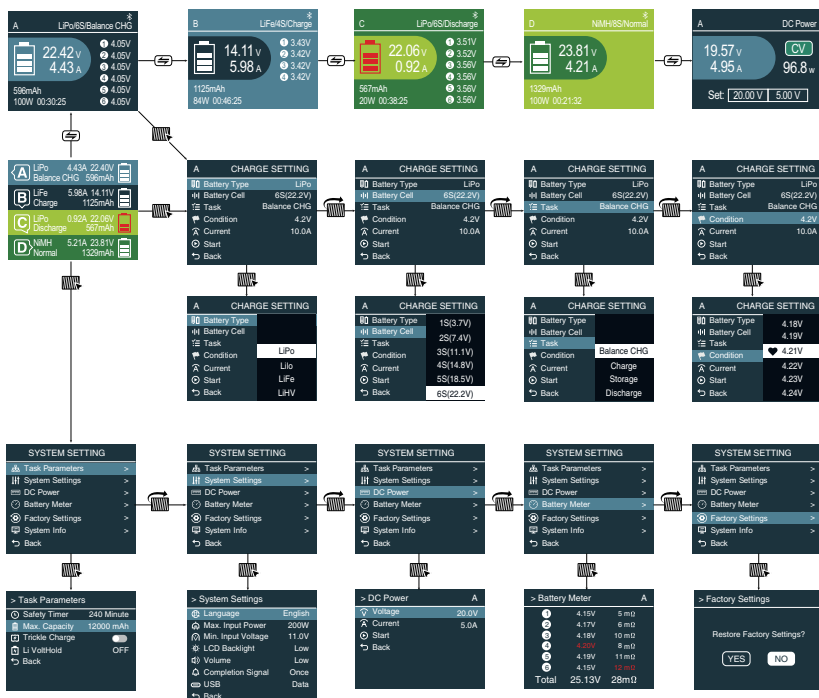 A LiPo/6S/Balance CHG
22.42 V
4.43 A
1 4.05V
2 4.05V
3 4.05V
4 4.05V
5 4.05V
6 4.05V
596mAh
100W 00:30:25
B LiFe/4S/Charge
14.11 V
5.98 A
1 3.43V
2 3.42V
3 3.42V
4 3.42V
1125mAh
84W 00:46:25
C LiPo/6S/Discharge
22.06 V
0.92 A
1 3.51V
2 3.52V
3 3.56V
4 3.56V
5 3.56V
6 3.56V
567mAh
20W 00:38:25
D NiMH/8S/Normal
23.81 V
4.21 A
1329mAh
100W 00:21:32
A DC Power
19.57 V
4.95 A
CV
96.8 w
Set: 20.00 V 5.00 V
A LiPo 4.43A 22.40V
Balance CHG 596mAh
B LiFe 5.98A 14.11V
Charge 1125mAh
C LiPo 0.92A 22.06V
Discharge 567mAh
D NiMH 5.21A 23.81V
Normal 1329mAh
A CHARGE SETTING
Battery Type LiPo
Battery Cell 6S(22.2V)
Task Balance CHG
Condition 4.2V
Current 10.0A
Start
Back
A CHARGE SETTING
Battery Type LiPo
Battery Cell 6S(22.2V)
Task Balance CHG
Condition 4.2V
Current 10.0A
Start
Back
A CHARGE SETTING
Battery Type LiPo
Battery Cell 6S(22.2V)
Task Balance CHG
Condition 4.2V
Current 10.0A
Start
Back
A CHARGE SETTING
Battery Type LiPo
Battery Cell 6S(22.2V)
Task Balance CHG
Condition 4.2V
Current 10.0A
Start
Back
A CHARGE SETTING
Battery Type
Battery Cell
Task
Condition
Current
Start
Back
LiPo
LiIo
LiFe
LiHV
A CHARGE SETTING
Battery Type
Battery Cell
Task
Condition
Current
Start
Back
1S(3.7V)
2S(7.4V)
3S(11.1V)
4S(14.8V)
5S(18.5V)
6S(22.2V)
A CHARGE SETTING
Battery Type
Battery Cell
Task
Condition
Current
Start
Back
Balance CHG
Charge
Storage
Discharge
A CHARGE SETTING
Battery Type
Battery Cell
Task
Condition
Current
Start
Back
4.18V
4.19V
4.21V
4.22V
4.23V
4.24V
SYSTEM SETTING
Task Parameters >
System Settings >
DC Power >
Battery Meter >
Factory Settings >
System Info >
Back
SYSTEM SETTING
Task Parameters >
System Settings >
DC Power >
Battery Meter >
Factory Settings >
System Info >
Back
SYSTEM SETTING
Task Parameters >
System Settings >
DC Power >
Battery Meter >
Factory Settings >
System Info >
Back
SYSTEM SETTING
Task Parameters >
System Settings >
DC Power >
Battery Meter >
Factory Settings >
System Info >
Back
SYSTEM SETTING
Task Parameters >
System Settings >
DC Power >
Battery Meter >
Factory Settings >
System Info >
Back
> Task Parameters
Safety Timer 240 Minute
Max. Capacity 12000 mAh
Trickle Charge
Li VoltHold OFF
Back
> System Settings
Language English
Max. Input Power 200W
Min. Input Voltage 11.0V
LCD Backlight Low
Volume Low
Completion Signal Once
USB Data
Back
> DC Power A
Voltage 20.0V
Current 5.0A
Start
Back
> Battery Meter A
1 4.15V 5 mΩ
2 4.17V 6 mΩ
3 4.18V 10 mΩ
4 4.20V 8 mΩ
5 4.19V 11 mΩ
6 4.15V 12 mΩ
Total 25.13V 28mΩ
> Factory Settings
Restore Factory Settings?
YES NO